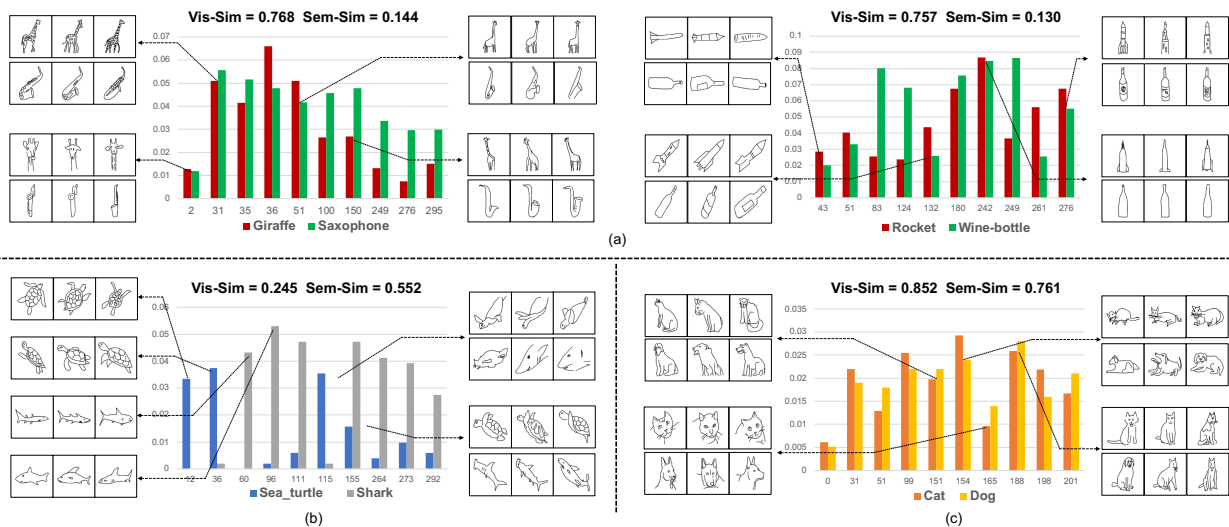 Vis-Sim = 0.768 Sem-Sim = 0.144
0.07
0.06
0.05
0.04
0.03
0.02
0.01
0
2 31 35 36 51 100 150 249 276 295
Giraffe Saxophone
Vis-Sim = 0.757 Sem-Sim = 0.130
0.1
0.09
0.08
0.07
0.06
0.05
0.04
0.03
0.02
0.01
0
43 51 83 124 132 180 242 249 261 276
Rocket Wine-bottle
(a)
Vis-Sim = 0.245 Sem-Sim = 0.552
0.06
0.05
0.04
0.03
0.02
0.01
0
12 36 60 96 111 115 155 264 273 292
Sea_turtle Shark
(b)
Vis-Sim = 0.852 Sem-Sim = 0.761
0.035
0.03
0.025
0.02
0.015
0.01
0.005
0
0 31 51 99 151 154 165 188 198 201
Cat Dog
(c)